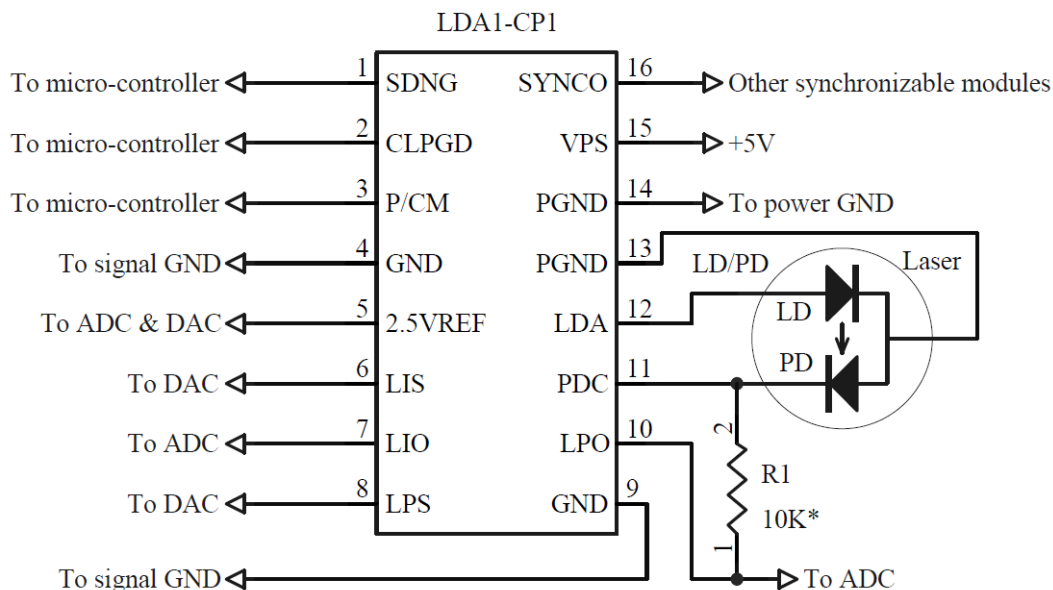 LDA1-CP1
To micro-controller 1 SDNG SYNCO 16 Other synchronizable modules
To micro-controller 2 CLPGD VPS 15 +5V
To micro-controller 3 P/CM PGND 14 To power GND
To signal GND 4 GND PGND 13 LD/PD Laser
To ADC & DAC 5 2.5VREF LDA 12 LD
To DAC 6 LIS PDC 11 PD
To ADC 7 LIO LPO 10 2 R1
To DAC 8 LPS GND 9 10K*
1
To signal GND To ADC